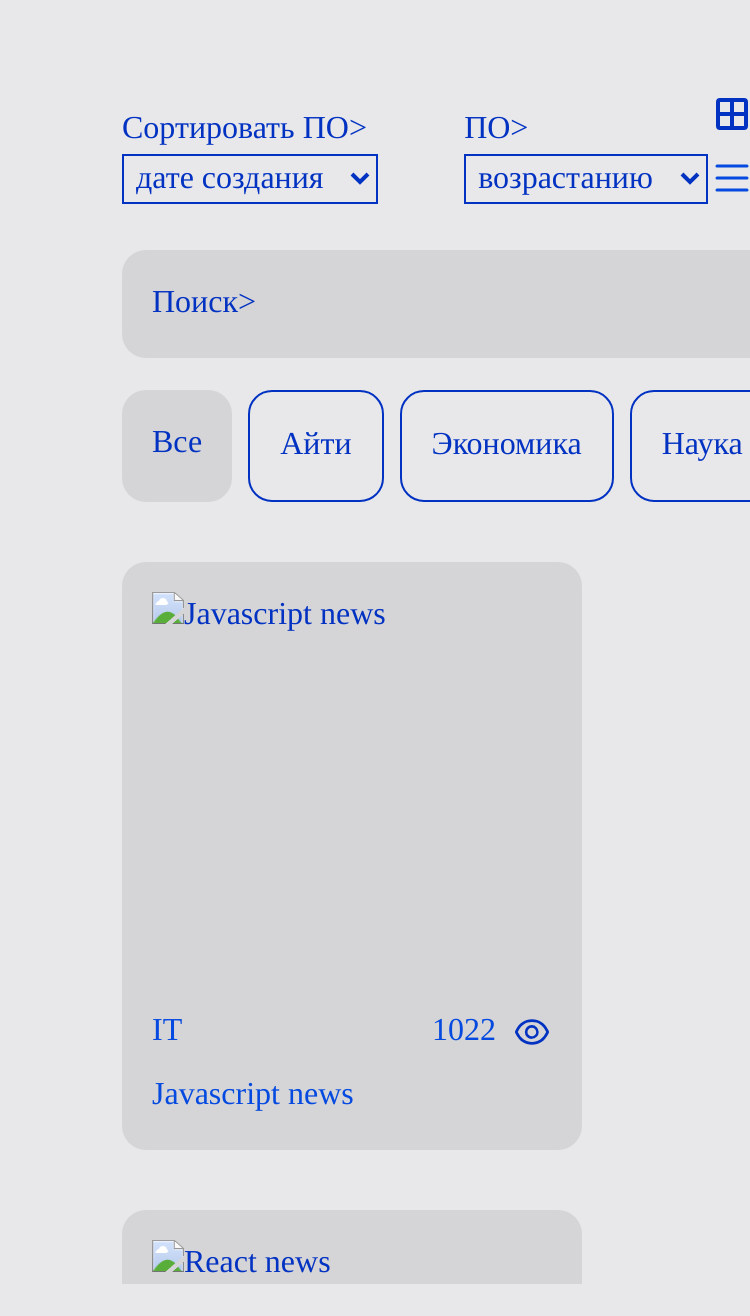 Сортировать ПО> ПО>
дате создания возрастанию
Поиск>
Все Айти Экономика Наука
Javascript news
IT 1022
Javascript news
React news